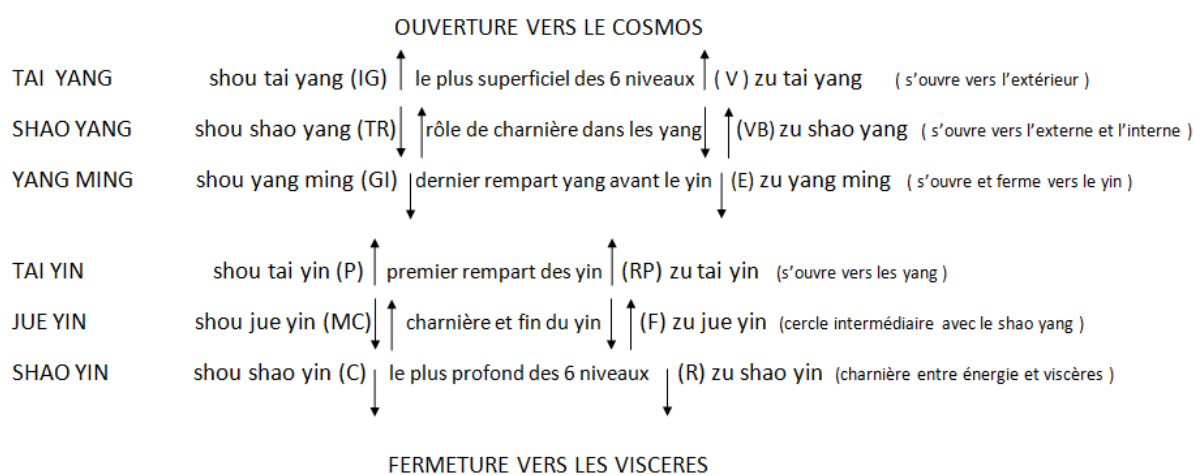 OUVERTURE VERS LE COSMOS
TAI YANG shou tai yang (IG) le plus superficiel des 6 niveaux ( V ) zu tai yang ( s’ouvre vers l’extérieur )
SHAO YANG shou shao yang (TR) rôle de charnière dans les yang (VB) zu shao yang ( s’ouvre vers l’externe et l’interne )
YANG MING shou yang ming (GI) dernier rempart yang avant le yin (E) zu yang ming ( s’ouvre et ferme vers le yin )
TAI YIN shou tai yin (P) premier rempart des yin (RP) zu tai yin (s’ouvre vers les yang )
JUE YIN shou jue yin (MC) charnière et fin du yin (F) zu jue yin (cercle intermédiaire avec le shao yang )
SHAO YIN shou shao yin (C) le plus profond des 6 niveaux (R) zu shao yin (charnière entre énergie et viscères )
FERMETURE VERS LES VISCERES